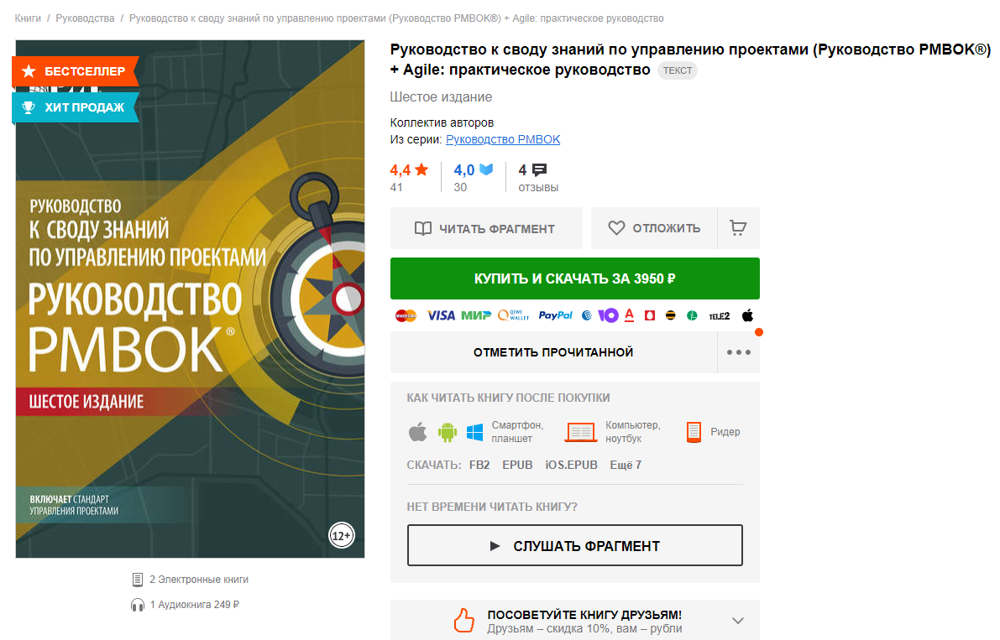 Книги / Руководства / Руководство к своду знаний по управлению проектами (Руководство PMBOK®) + Agile: практическое руководство
БЕСТСЕЛЛЕР
ХИТ ПРОДАЖ
РУКОВОДСТВО
К СВОДУ ЗНАНИЙ
ПО УПРАВЛЕНИЮ ПРОЕКТАМИ
РУКОВОДСТВО
PMBOK®
ШЕСТОЕ ИЗДАНИЕ
ВКЛЮЧАЕТ СТАНДАРТ
УПРАВЛЕНИЯ ПРОЕКТАМИ
12+
2 Электронные книги
1 Аудиокнига 249 ₽
Руководство к своду знаний по управлению проектами (Руководство PMBOK®)
+ Agile: практическое руководство ТЕКСТ
Шестое издание
Коллектив авторов
Из серии: Руководство PMBOK
4,4 4,0 4
41 30 отзывы
ЧИТАТЬ ФРАГМЕНТ ОТЛОЖИТЬ
КУПИТЬ И СКАЧАТЬ ЗА 3950 ₽
VISA МИР QIWI WALLET PayPal TELE2
ОТМЕТИТЬ ПРОЧИТАННОЙ
КАК ЧИТАТЬ КНИГУ ПОСЛЕ ПОКУПКИ
Смартфон, планшет
Компьютер, ноутбук
Ридер
СКАЧАТЬ: FB2 EPUB iOS.EPUB Ещё 7
НЕТ ВРЕМЕНИ ЧИТАТЬ КНИГУ?
СЛУШАТЬ ФРАГМЕНТ
ПОСОВЕТУЙТЕ КНИГУ ДРУЗЬЯМ!
Друзьям – скидка 10%, вам – рубли